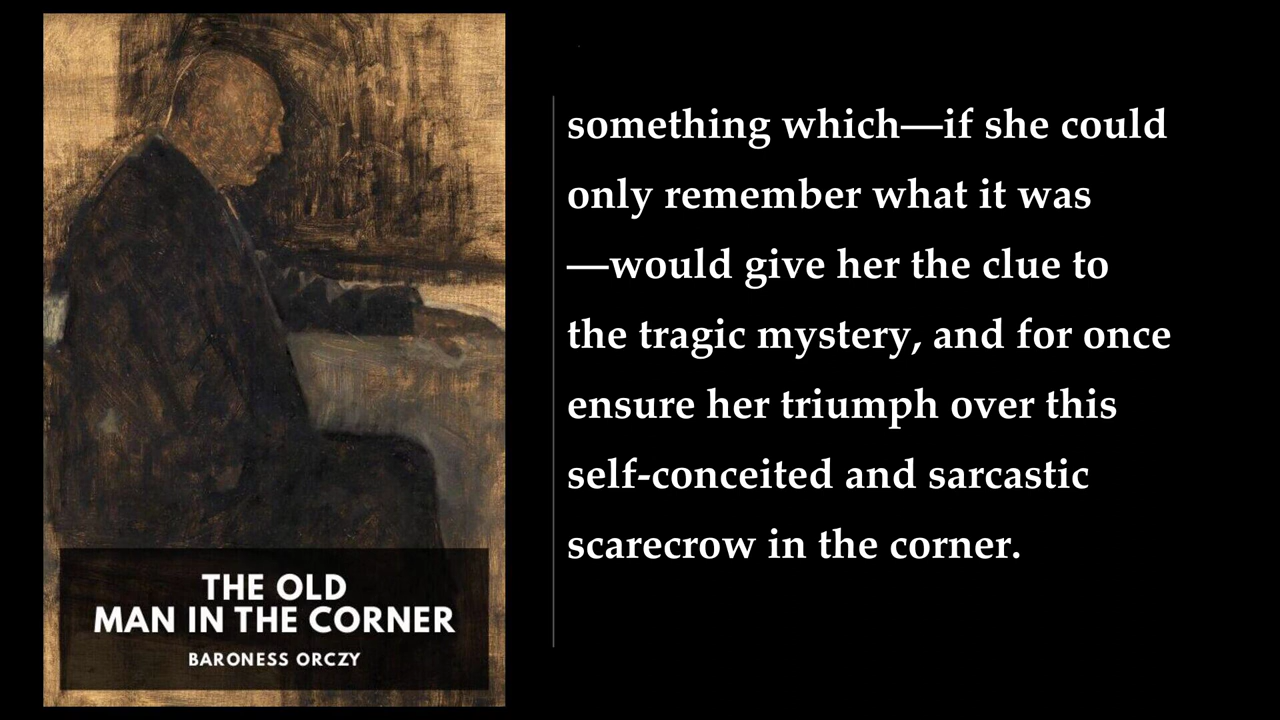 THE OLD
MAN IN THE CORNER
BARONESS ORCZY
something which—if she could
only remember what it was
—would give her the clue to
the tragic mystery, and for once
ensure her triumph over this
self-conceited and sarcastic
scarecrow in the corner.